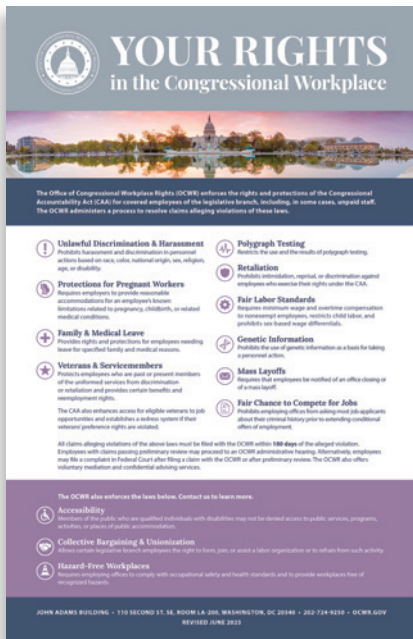 YOUR RIGHTS
in the Congressional Workplace
The Office of Congressional Workplace Rights (OCWR) enforces the rights and protections of the Congressional
Accountability Act (CAA) for covered employees of the legislative branch, including, in some cases, unpaid staff.
The OCWR administers a process to resolve claims alleging violations of these laws.
Unlawful Discrimination & Harassment
Prohibits harassment and discrimination in personnel
actions based on race, color, national origin, sex, religion,
age, or disability.
Protections for Pregnant Workers
Requires employers to provide reasonable
accommodations for an employee's known
limitations related to pregnancy, childbirth, or related
medical conditions.
Family & Medical Leave
Provides rights and protections for employees needing
leave for specified family and medical reasons.
Veterans & Servicemembers
Protects employees who are past or present members
of the uniformed services from discrimination
or retaliation and provides certain benefits and
reemployment rights.
The CAA also enhances access for eligible veterans to job
opportunities and establishes a redress system if their
veterans' preference rights are violated.
Polygraph Testing
Restricts the use and the results of polygraph testing.
Retaliation
Prohibits intimidation, reprisal, or discrimination against
employees who exercise their rights under the CAA.
Fair Labor Standards
Requires minimum wage and overtime compensation
to nonexempt employees, restricts child labor, and
prohibits sex-based wage differentials.
Genetic Information
Prohibits the use of genetic information as a basis for taking
a personnel action.
Mass Layoffs
Requires that employees be notified of an office closing or
of a mass layoff.
Fair Chance to Compete for Jobs
Prohibits employing offices from asking most job applicants
about their criminal history prior to extending conditional
offers of employment.
All claims alleging violations of the above laws must be filed with the OCWR within 180 days of the alleged violation.
Employees with claims passing preliminary review may proceed to an OCWR administrative hearing. Alternatively, employees
may file a complaint in Federal Court after filing a claim with the OCWR or after preliminary review. The OCWR also offers
voluntary mediation and confidential advising services.
The OCWR also enforces the laws below. Contact us to learn more.
Accessibility
Members of the public who are qualified individuals with disabilities may not be denied access to public services, programs,
activities, or places of public accommodation.
Collective Bargaining & Unionization
Allows certain legislative branch employees the right to form, join, or assist a labor organization or to refrain from such activity.
Hazard-Free Workplaces
Requires employing offices to comply with occupational safety and health standards and to provide workplaces free of
recognized hazards.
JOHN ADAMS BUILDING • 110 SECOND ST. SE, ROOM LA-200, WASHINGTON, DC 20540 • 202-724-9250 • OCWR.GOV
REVISED JUNE 2023